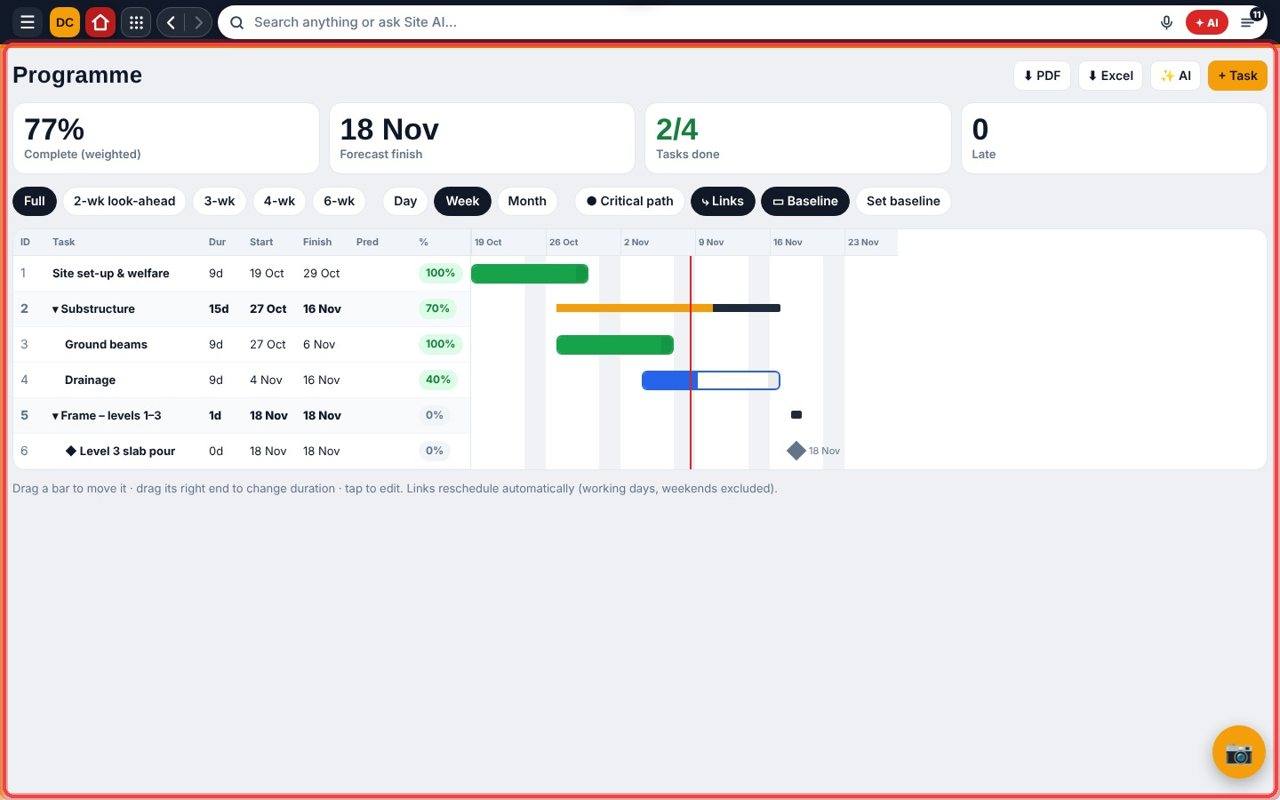 DC
Search anything or ask Site AI...
+ AI
11
Programme
PDF
Excel
AI
+ Task
77%
Complete (weighted)
18 Nov
Forecast finish
2/4
Tasks done
0
Late
Full
2-wk look-ahead
3-wk
4-wk
6-wk
Day
Week
Month
Critical path
Links
Baseline
Set baseline
ID Task Dur Start Finish Pred % 19 Oct 26 Oct 2 Nov 9 Nov 16 Nov 23 Nov
1 Site set-up & welfare 9d 19 Oct 29 Oct 100%
2 ▾ Substructure 15d 27 Oct 16 Nov 70%
3 Ground beams 9d 27 Oct 6 Nov 100%
4 Drainage 9d 4 Nov 16 Nov 40%
5 ▾ Frame – levels 1–3 1d 18 Nov 18 Nov 0%
6 ◆ Level 3 slab pour 0d 18 Nov 18 Nov 0% 18 Nov
Drag a bar to move it · drag its right end to change duration · tap to edit. Links reschedule automatically (working days, weekends excluded).